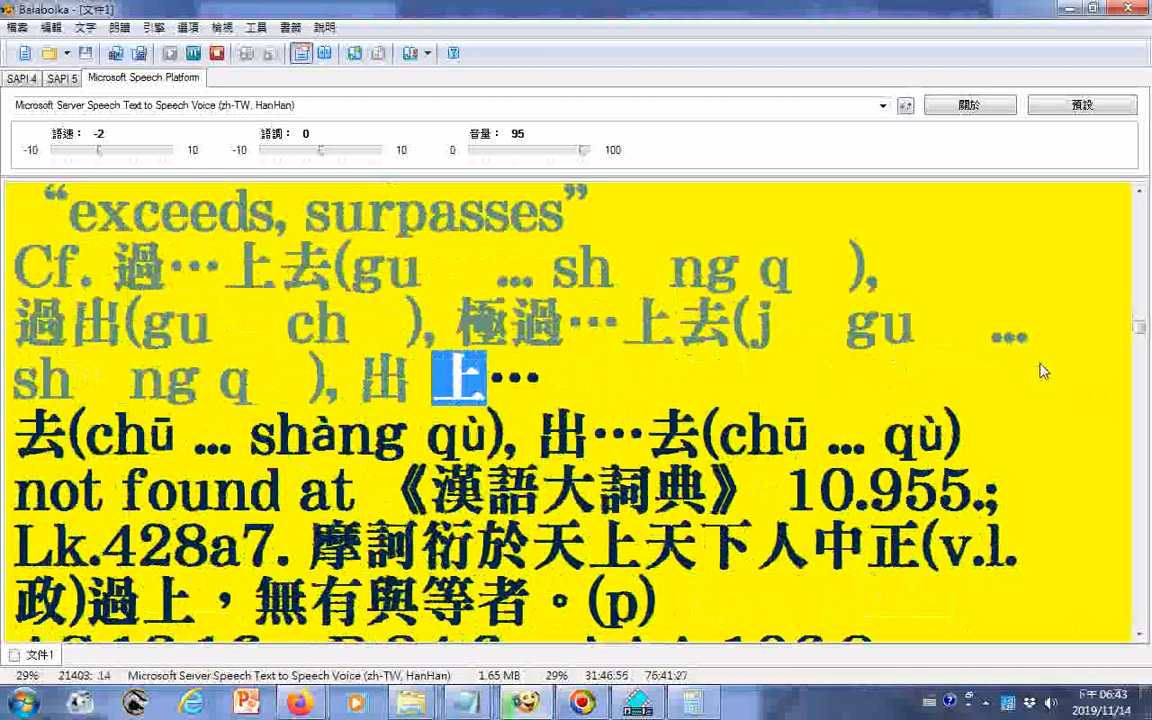 Balabolka - [文件1]
檔案 編輯 文字 朗讀 引擎 選項 檢視 工具 書籤 說明
SAPI 4 SAPI 5 Microsoft Speech Platform
Microsoft Server Speech Text to Speech Voice (zh-TW, HanHan) 關於 預設
語速： -2 語調： 0 音量： 95
-10 10 -10 10 0 100
“exceeds, surpasses”
Cf. 過…上去(gu ... sh ng q ),
過出(gu ch ), 極過…上去(j gu ...
sh ng q ), 出 上…
去(chū ... shàng qù), 出…去(chū ... qù)
not found at 《漢語大詞典》 10.955.;
Lk.428a7. 摩訶衍於天上天下人中正(v.l.
政)過上，無有與等者。(p)
文件1
29% 21403: 14 Microsoft Server Speech Text to Speech Voice (zh-TW, HanHan) 1.65 MB 29% 31:46:56 76:41:27
下午 06:43
2019/11/14